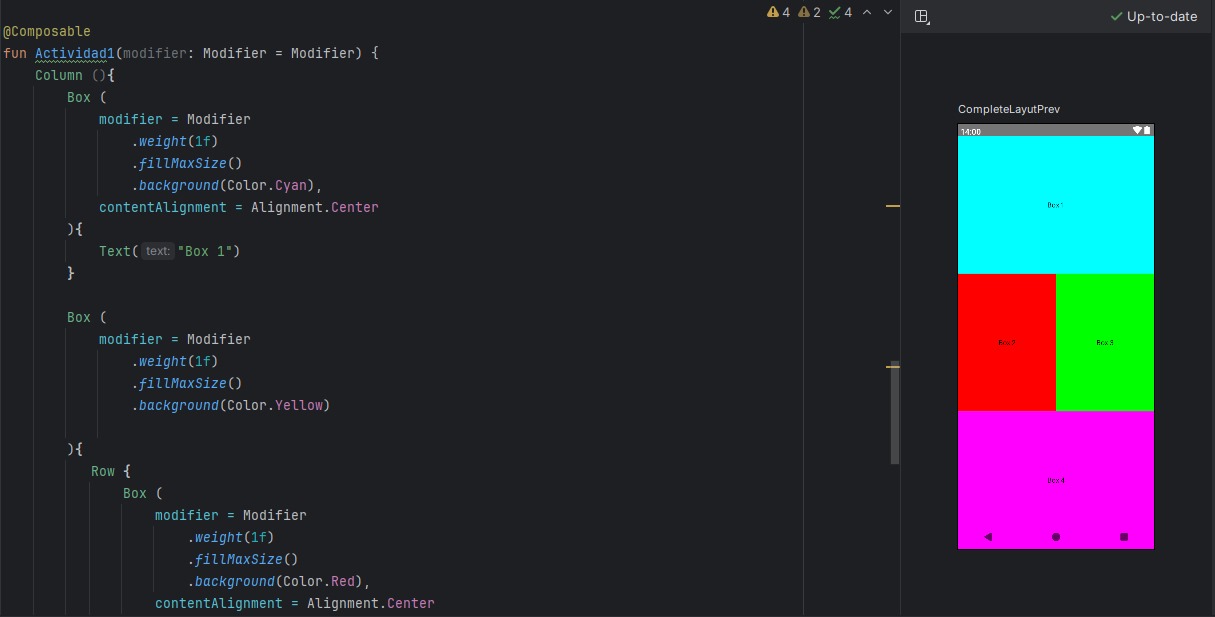 4 2 4
Up-to-date
@Composable
fun Actividad1(modifier: Modifier = Modifier) {
Column (){
Box (
modifier = Modifier
.weight(1f)
.fillMaxSize()
.background(Color.Cyan),
contentAlignment = Alignment.Center
){
Text( text: "Box 1")
}
Box (
modifier = Modifier
.weight(1f)
.fillMaxSize()
.background(Color.Yellow)
){
Row {
Box (
modifier = Modifier
.weight(1f)
.fillMaxSize()
.background(Color.Red),
contentAlignment = Alignment.Center
CompleteLayutPrev
14:00
Box 1
Box 2
Box 3
Box 4